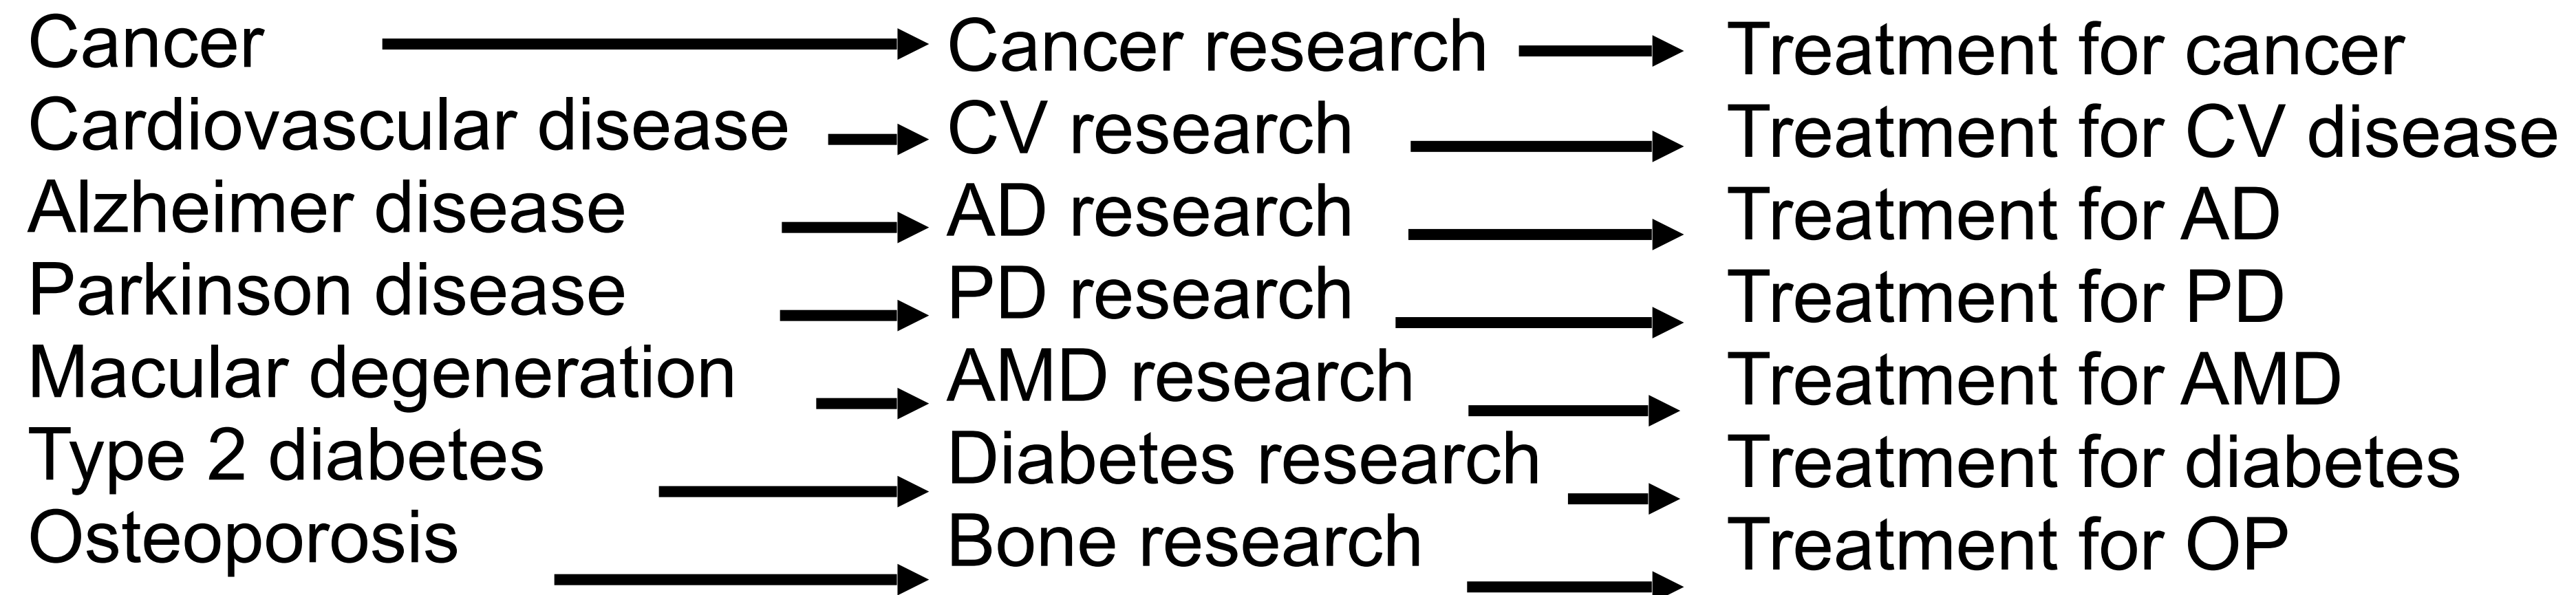 Cancer Cancer research Treatment for cancer
Cardiovascular disease CV research Treatment for CV disease
Alzheimer disease AD research Treatment for AD
Parkinson disease PD research Treatment for PD
Macular degeneration AMD research Treatment for AMD
Type 2 diabetes Diabetes research Treatment for diabetes
Osteoporosis Bone research Treatment for OP